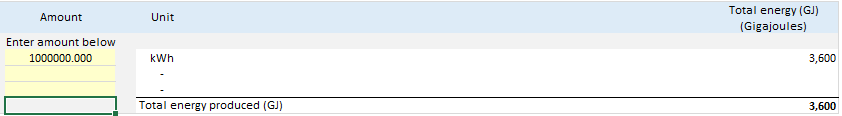 Amount Unit Total energy (GJ)
(Gigajoules)
Enter amount below
1000000.000 kWh 3,600
-
-
Total energy produced (GJ) 3,600